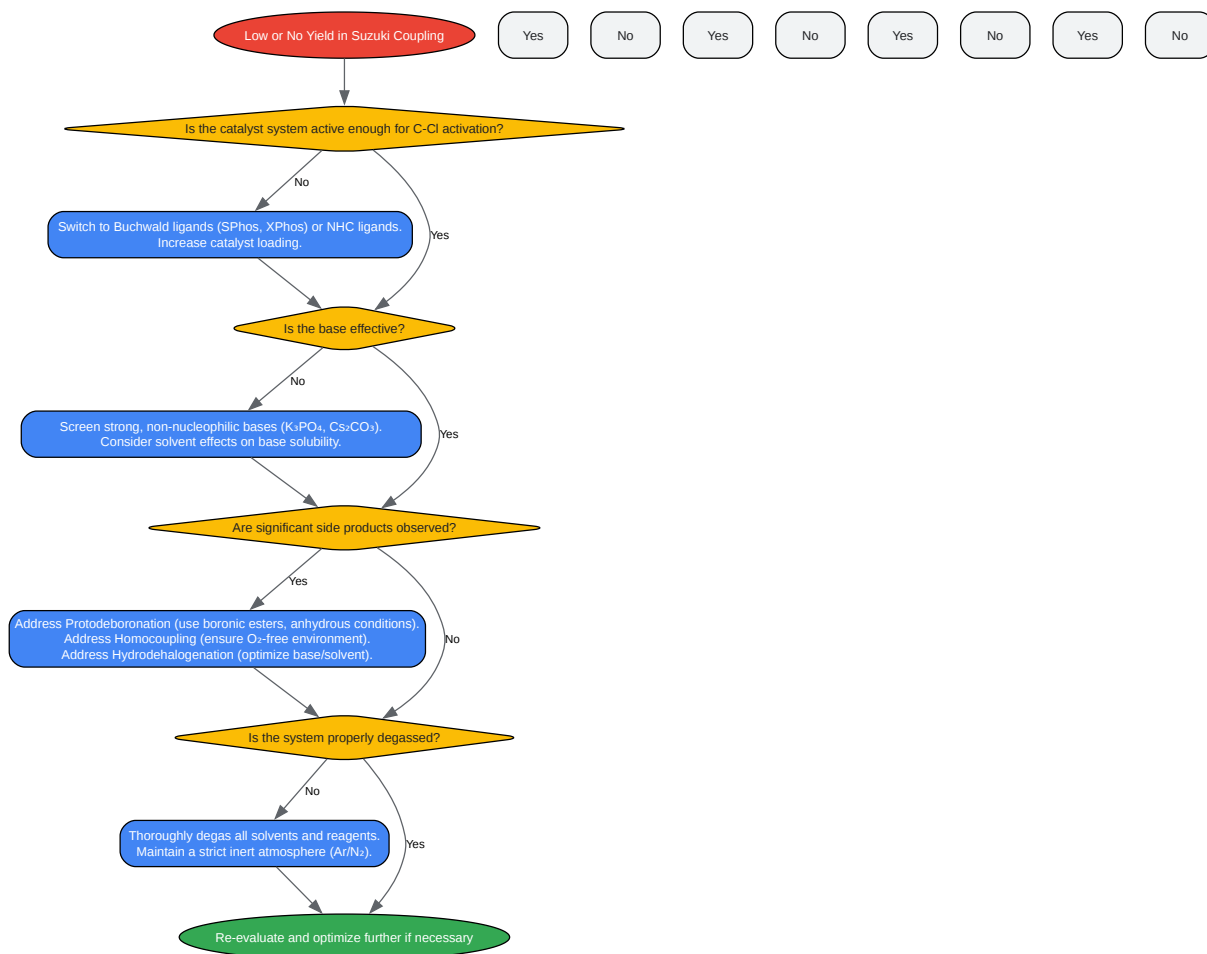 Low or No Yield in Suzuki Coupling
Yes
No
Yes
No
Yes
No
Yes
No
Is the catalyst system active enough for C-Cl activation?
No
Switch to Buchwald ligands (SPhos, XPhos) or NHC ligands.
Increase catalyst loading.
Yes
Is the base effective?
No
Screen strong, non-nucleophilic bases (K₃PO₄, Cs₂CO₃).
Consider solvent effects on base solubility.
Yes
Are significant side products observed?
Yes
Address Protodeboronation (use boronic esters, anhydrous conditions).
Address Homocoupling (ensure O₂-free environment).
Address Hydrodehalogenation (optimize base/solvent).
No
Is the system properly degassed?
No
Thoroughly degas all solvents and reagents.
Maintain a strict inert atmosphere (Ar/N₂).
Yes
Re-evaluate and optimize further if necessary